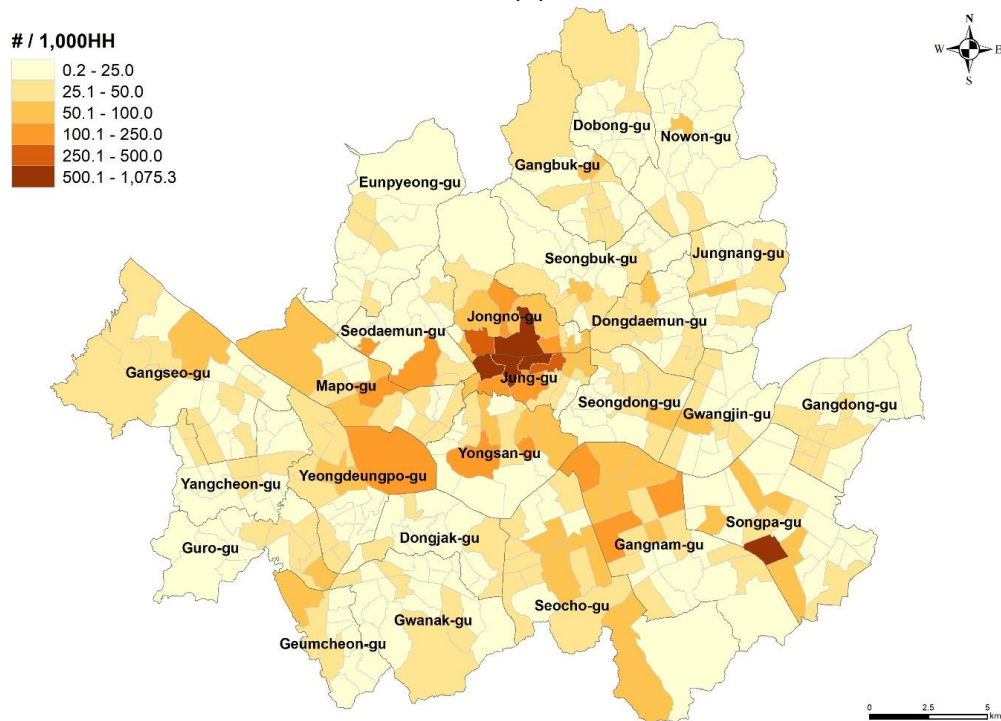 # / 1,000HH
0.2 - 25.0
25.1 - 50.0
50.1 - 100.0
100.1 - 250.0
250.1 - 500.0
500.1 - 1,075.3
N
W
E
S
Dobong-gu
Nowon-gu
Gangbuk-gu
Eunpyeong-gu
Seongbuk-gu
Jungnang-gu
Jongno-gu
Dongdaemun-gu
Seodaemun-gu
Gangseo-gu
Mapo-gu
Jung-gu
Seongdong-gu
Gwangjin-gu
Gangdong-gu
Yongsan-gu
Yangcheon-gu
Yeongdeungpo-gu
Songpa-gu
Guro-gu
Dongjak-gu
Gangnam-gu
Seocho-gu
Gwanak-gu
Geumcheon-gu
0 2.5 5
km